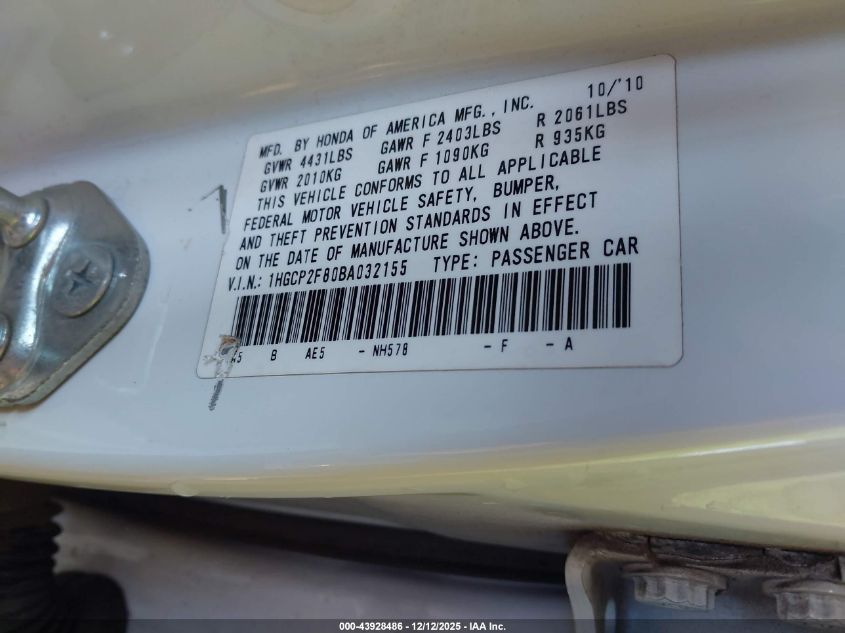 10/'10
MFD. BY HONDA OF AMERICA MFG., INC.
GVWR 4431LBS GAWR F 2403LBS R 2061LBS
GVWR 2010KG GAWR F 1090KG R 935KG
THIS VEHICLE CONFORMS TO ALL APPLICABLE
FEDERAL MOTOR VEHICLE SAFETY, BUMPER,
AND THEFT PREVENTION STANDARDS IN EFFECT
ON THE DATE OF MANUFACTURE SHOWN ABOVE.
V.I.N.: 1HGCP2F80BA032155 TYPE: PASSENGER CAR
B AE5 - NH578 - F - A
000-43928486 - 12/12/2025 - IAA Inc.